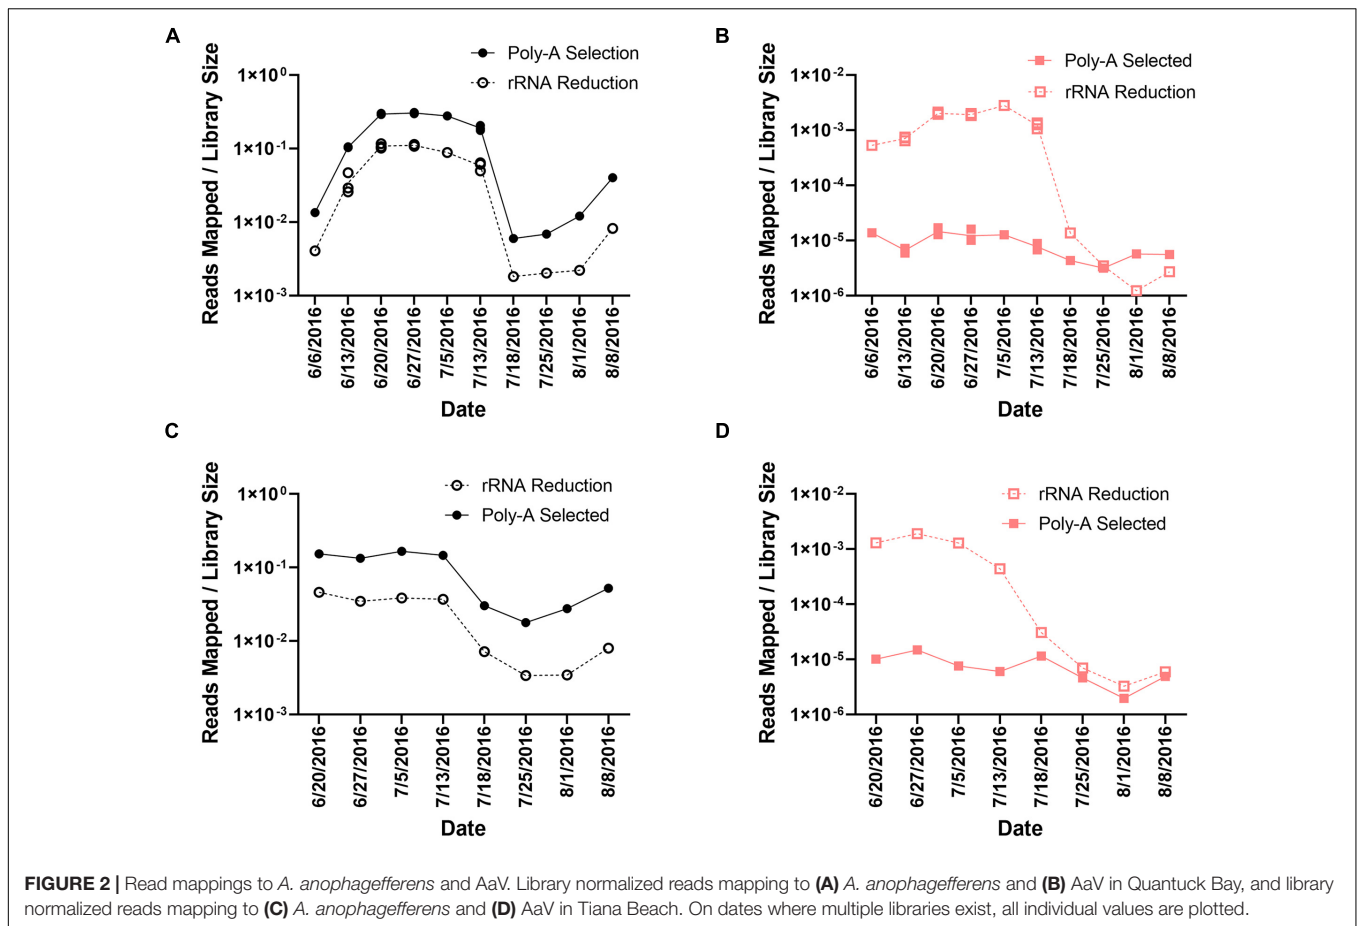 A
Poly-A Selection
rRNA Reduction
Reads Mapped / Library Size
1×10⁰
1×10⁻¹
1×10⁻²
1×10⁻³
6/6/2016
6/13/2016
6/20/2016
6/27/2016
7/5/2016
7/13/2016
7/18/2016
7/25/2016
8/1/2016
8/8/2016
Date
B
Poly-A Selected
rRNA Reduction
Reads Mapped / Library Size
1×10⁻²
1×10⁻³
1×10⁻⁴
1×10⁻⁵
1×10⁻⁶
6/6/2016
6/13/2016
6/20/2016
6/27/2016
7/5/2016
7/13/2016
7/18/2016
7/25/2016
8/1/2016
8/8/2016
Date
C
rRNA Reduction
Poly-A Selected
Reads Mapped / Library Size
1×10⁰
1×10⁻¹
1×10⁻²
1×10⁻³
6/20/2016
6/27/2016
7/5/2016
7/13/2016
7/18/2016
7/25/2016
8/1/2016
8/8/2016
Date
D
rRNA Reduction
Poly-A Selected
Reads Mapped / Library Size
1×10⁻²
1×10⁻³
1×10⁻⁴
1×10⁻⁵
1×10⁻⁶
6/20/2016
6/27/2016
7/5/2016
7/13/2016
7/18/2016
7/25/2016
8/1/2016
8/8/2016
Date
FIGURE 2 | Read mappings to A. anophagefferens and AaV. Library normalized reads mapping to (A) A. anophagefferens and (B) AaV in Quantuck Bay, and library
normalized reads mapping to (C) A. anophagefferens and (D) AaV in Tiana Beach. On dates where multiple libraries exist, all individual values are plotted.